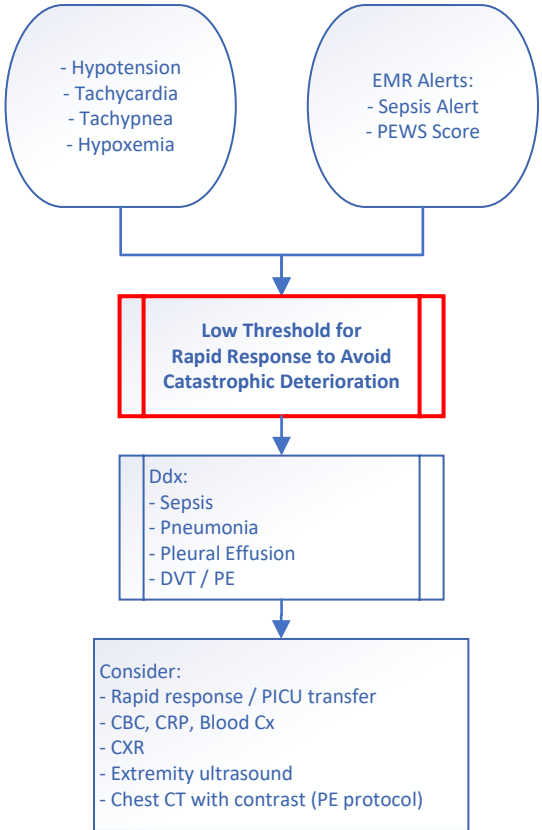 - Hypotension
- Tachycardia
- Tachypnea
- Hypoxemia
EMR Alerts:
- Sepsis Alert
- PEWS Score
Low Threshold for
Rapid Response to Avoid
Catastrophic Deterioration
Ddx:
- Sepsis
- Pneumonia
- Pleural Effusion
- DVT / PE
Consider:
- Rapid response / PICU transfer
- CBC, CRP, Blood Cx
- CXR
- Extremity ultrasound
- Chest CT with contrast (PE protocol)